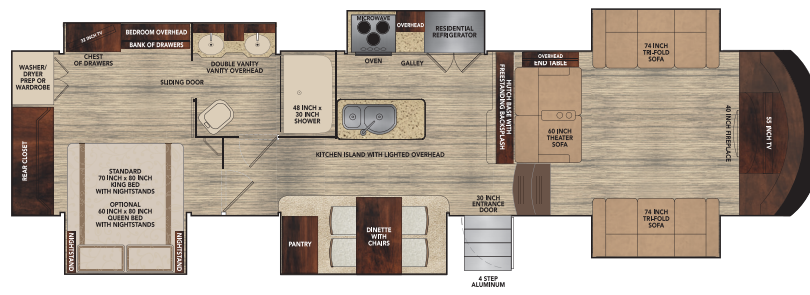 32 INCH TV
BEDROOM OVERHEAD
BANK OF DRAWERS
CHEST
OF DRAWERS
WASHER/
DRYER
PREP OR
WARDROBE
SLIDING DOOR
DOUBLE VANITY
VANITY OVERHEAD
REAR CLOSET
STANDARD
70 INCH x 80 INCH
KING BED
WITH NIGHTSTANDS
OPTIONAL
60 INCH x 80 INCH
QUEEN BED
WITH NIGHTSTANDS
NIGHTSTAND
NIGHTSTAND
48 INCH x
30 INCH
SHOWER
MICROWAVE
OVERHEAD
RESIDENTIAL
REFRIGERATOR
OVEN
GALLEY
KITCHEN ISLAND WITH LIGHTED OVERHEAD
PANTRY
DINETTE
WITH
CHAIRS
HUTCH BASE WITH
FREESTANDING BACKSPLASH
OVERHEAD
END TABLE
60 INCH
THEATER
SOFA
30 INCH
ENTRANCE
DOOR
4 STEP
ALUMINUM
74 INCH
TRI-FOLD
SOFA
74 INCH
TRI-FOLD
SOFA
40 INCH FIREPLACE
55 INCH TV